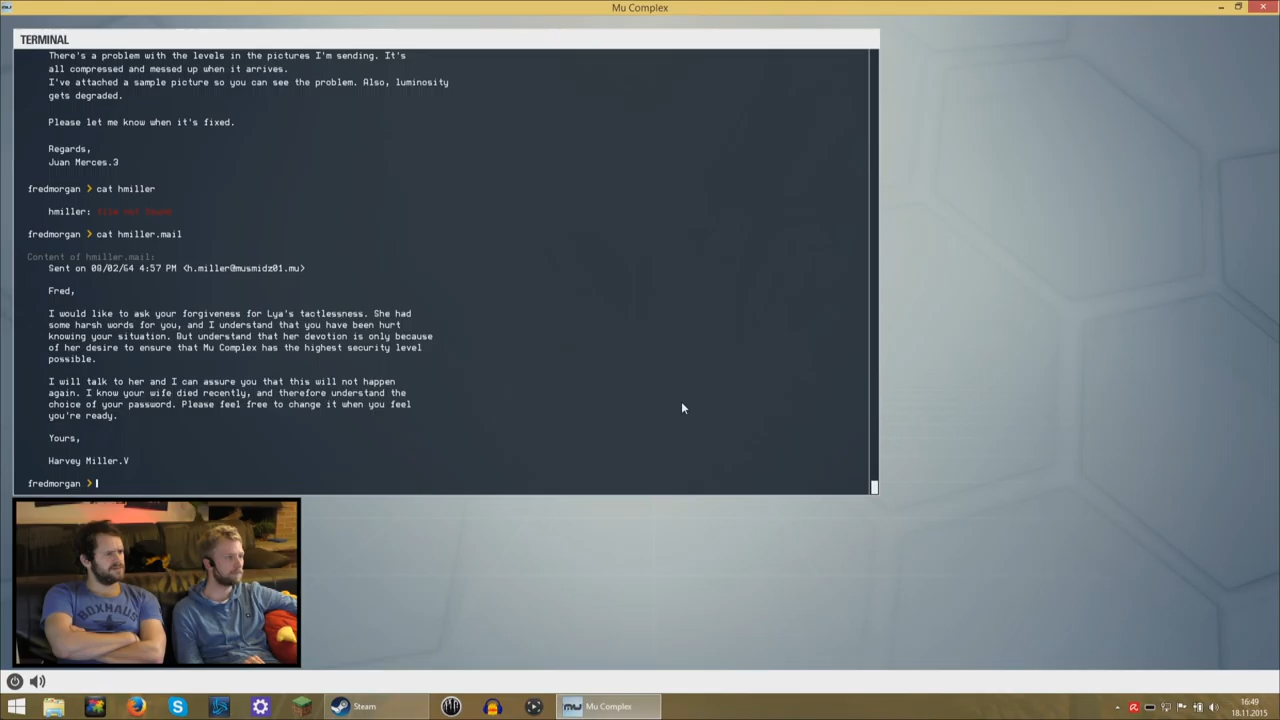 Mu Complex
TERMINAL
There's a problem with the levels in the pictures I'm sending. It's
all compressed and messed up when it arrives.
I've attached a sample picture so you can see the problem. Also, luminosity
gets degraded.
Please let me know when it's fixed.
Regards,
Juan Merces.3
fredmorgan > cat hmiller
hmiller: file not found
fredmorgan > cat hmiller.mail
Content of hmiller.mail:
Sent on 08/02/64 4:57 PM <h.miller@musmidz01.mu>
Fred,
I would like to ask your forgiveness for Lya's tactlessness. She had
some harsh words for you, and I understand that you have been hurt
knowing your situation. But understand that her devotion is only because
of her desire to ensure that Mu Complex has the highest security level
possible.
I will talk to her and I can assure you that this will not happen
again. I know your wife died recently, and therefore understand the
choice of your password. Please feel free to change it when you feel
you're ready.
Yours,
Harvey Miller.V
fredmorgan >
BOXHAUS
Steam
mu Mu Complex
16:49
18.11.2015